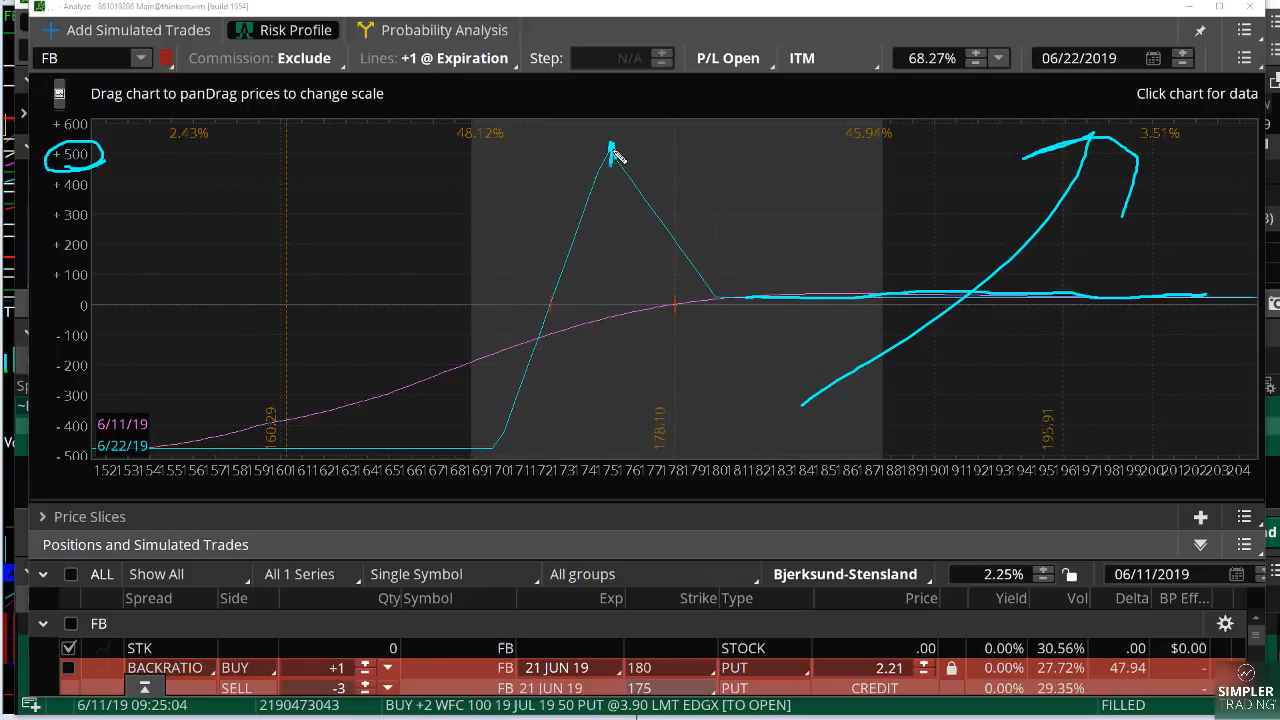 - Analyze - 861019206 Main@thinkorswim [build 1954]
Add Simulated Trades Risk Profile Probability Analysis
FB Commission: Exclude Lines: +1 @ Expiration Step: N/A P/L Open ITM 68.27% 06/22/2019
Drag chart to panDrag prices to change scale Click chart for data
+ 600 2.43% 48.12% 45.94% 3.51%
+ 500
+ 400
+ 300
+ 200
+ 100
0
- 100
- 200
- 300
- 400
- 500
6/11/19
6/22/19
160.29
178.10
195.91
Price Slices
Positions and Simulated Trades
ALL Show All All 1 Series Single Symbol All groups Bjerksund-Stensland 2.25% 06/11/2019
Spread Side Qty Symbol Exp Strike Type Price Yield Vol Delta BP Eff...
FB
STK 0 FB STOCK .00 0.00% 30.56% .00 $0.00
BACKRATIO BUY +1 FB 21 JUN 19 180 PUT 2.21 0.00% 27.72% 47.94 -
SELL -3 FB 21 JUN 19 175 PUT CREDIT 0.00% 29.35% -
6/11/19 09:25:04 2190473043 BUY +2 WFC 100 19 JUL 19 50 PUT @3.90 LMT EDGX [TO OPEN] FILLED
SIMPLER
TRADING